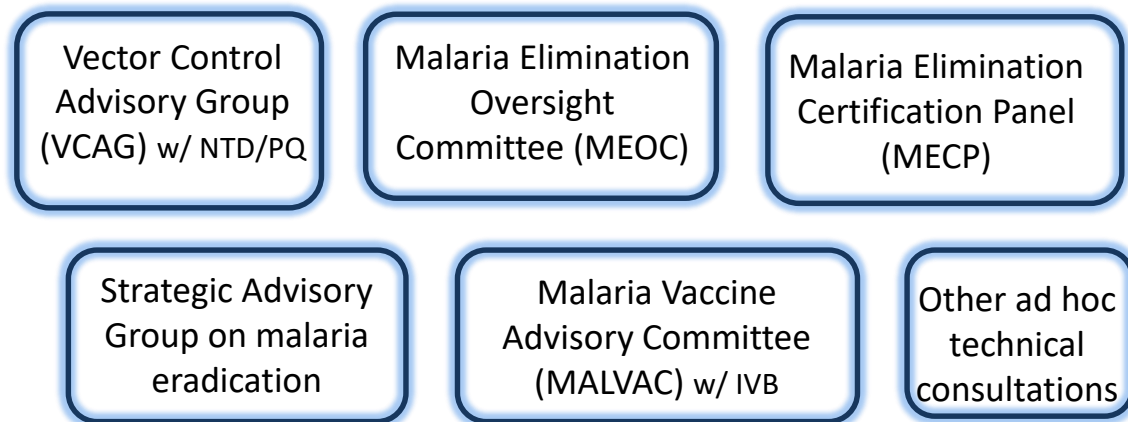 Vector Control
Advisory Group
(VCAG) w/ NTD/PQ
Malaria Elimination
Oversight
Committee (MEOC)
Malaria Elimination
Certification Panel
(MECP)
Strategic Advisory
Group on malaria
eradication
Malaria Vaccine
Advisory Committee
(MALVAC) w/ IVB
Other ad hoc
technical
consultations